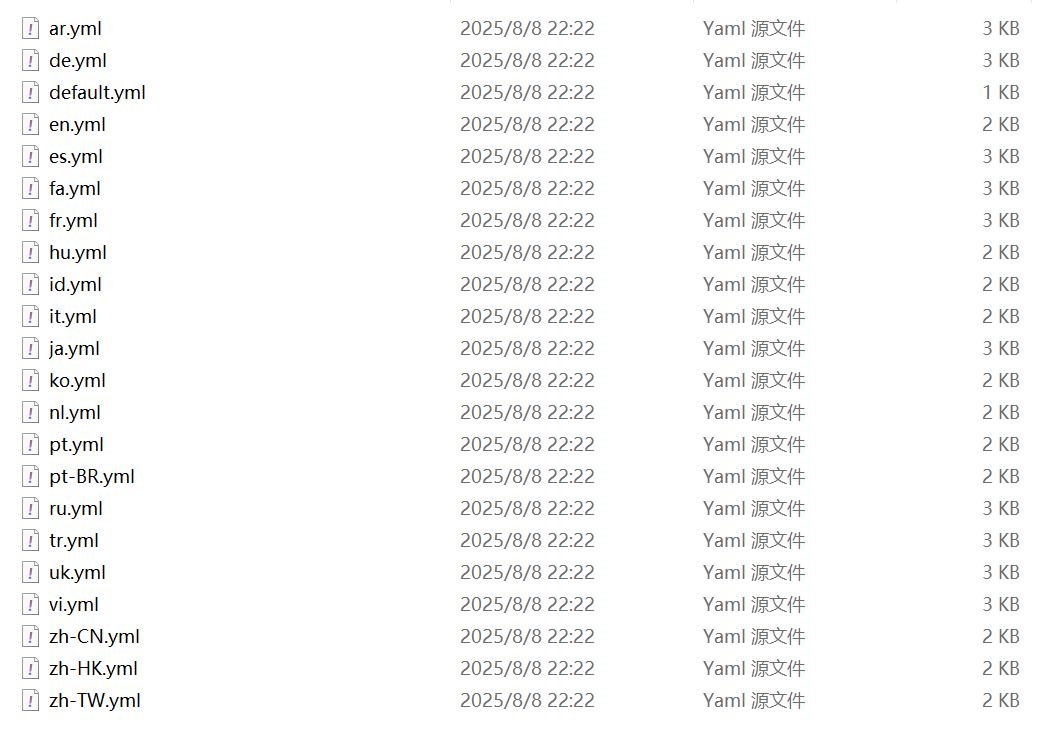 ar.yml 2025/8/8 22:22 Yaml 源文件 3 KB
de.yml 2025/8/8 22:22 Yaml 源文件 3 KB
default.yml 2025/8/8 22:22 Yaml 源文件 1 KB
en.yml 2025/8/8 22:22 Yaml 源文件 2 KB
es.yml 2025/8/8 22:22 Yaml 源文件 3 KB
fa.yml 2025/8/8 22:22 Yaml 源文件 3 KB
fr.yml 2025/8/8 22:22 Yaml 源文件 3 KB
hu.yml 2025/8/8 22:22 Yaml 源文件 2 KB
id.yml 2025/8/8 22:22 Yaml 源文件 2 KB
it.yml 2025/8/8 22:22 Yaml 源文件 2 KB
ja.yml 2025/8/8 22:22 Yaml 源文件 3 KB
ko.yml 2025/8/8 22:22 Yaml 源文件 2 KB
nl.yml 2025/8/8 22:22 Yaml 源文件 2 KB
pt.yml 2025/8/8 22:22 Yaml 源文件 2 KB
pt-BR.yml 2025/8/8 22:22 Yaml 源文件 2 KB
ru.yml 2025/8/8 22:22 Yaml 源文件 3 KB
tr.yml 2025/8/8 22:22 Yaml 源文件 3 KB
uk.yml 2025/8/8 22:22 Yaml 源文件 3 KB
vi.yml 2025/8/8 22:22 Yaml 源文件 3 KB
zh-CN.yml 2025/8/8 22:22 Yaml 源文件 2 KB
zh-HK.yml 2025/8/8 22:22 Yaml 源文件 2 KB
zh-TW.yml 2025/8/8 22:22 Yaml 源文件 2 KB